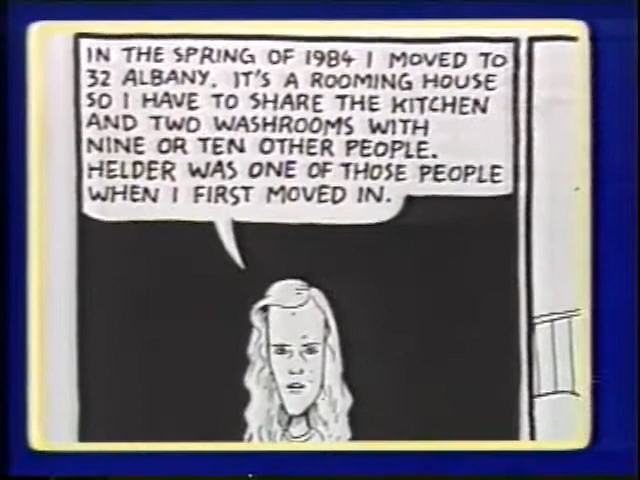 IN THE SPRING OF 1984 I MOVED TO
32 ALBANY. IT'S A ROOMING HOUSE
SO I HAVE TO SHARE THE KITCHEN
AND TWO WASHROOMS WITH
NINE OR TEN OTHER PEOPLE.
HELDER WAS ONE OF THOSE PEOPLE
WHEN I FIRST MOVED IN.